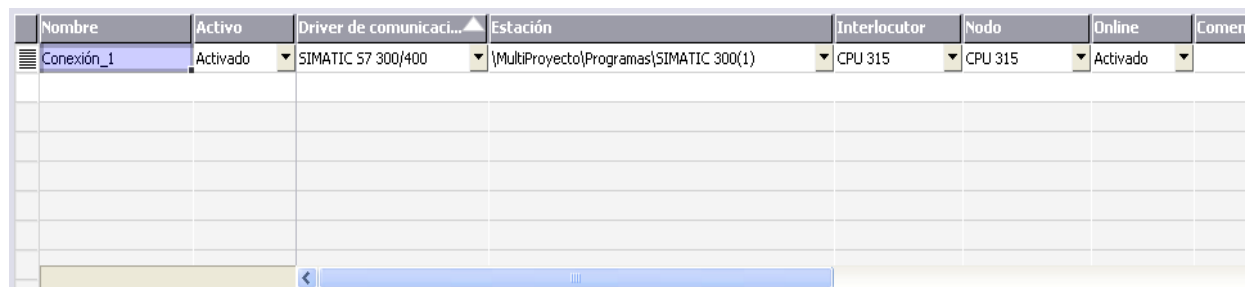 Nombre Activo Driver de comunicaci... Estación Interlocutor Nodo Online Comen
Conexión_1 Activado SIMATIC S7 300/400 \MultiProyecto\Programas\SIMATIC 300(1) CPU 315 CPU 315 Activado